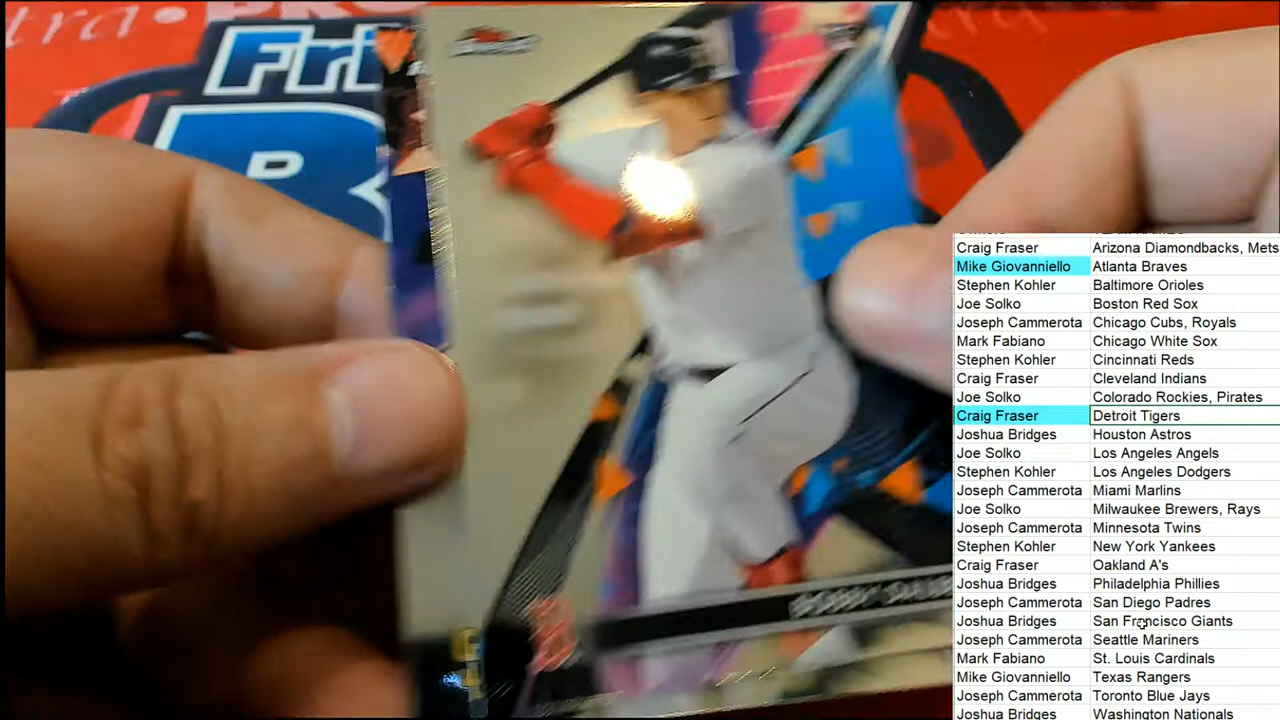 Fri
B
Craig Fraser Arizona Diamondbacks, Mets
Mike Giovanniello Atlanta Braves
Stephen Kohler Baltimore Orioles
Joe Solko Boston Red Sox
Joseph Cammerota Chicago Cubs, Royals
Mark Fabiano Chicago White Sox
Stephen Kohler Cincinnati Reds
Craig Fraser Cleveland Indians
Joe Solko Colorado Rockies, Pirates
Craig Fraser Detroit Tigers
Joshua Bridges Houston Astros
Joe Solko Los Angeles Angels
Stephen Kohler Los Angeles Dodgers
Joseph Cammerota Miami Marlins
Joe Solko Milwaukee Brewers, Rays
Joseph Cammerota Minnesota Twins
Stephen Kohler New York Yankees
Craig Fraser Oakland A's
Joshua Bridges Philadelphia Phillies
Joseph Cammerota San Diego Padres
Joshua Bridges San Francisco Giants
Joseph Cammerota Seattle Mariners
Mark Fabiano St. Louis Cardinals
Mike Giovanniello Texas Rangers
Joseph Cammerota Toronto Blue Jays
Joshua Bridges Washington Nationals